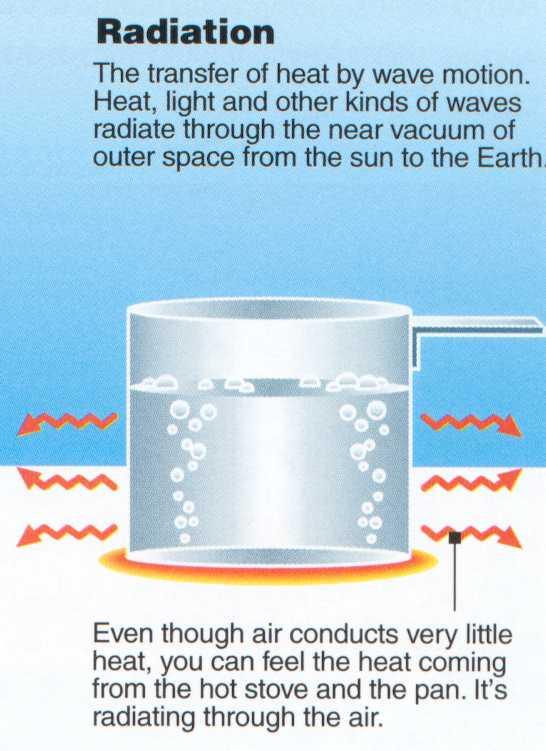 Radiation
The transfer of heat by wave motion.
Heat, light and other kinds of waves
radiate through the near vacuum of
outer space from the sun to the Earth.
Even though air conducts very little
heat, you can feel the heat coming
from the hot stove and the pan. It's
radiating through the air.